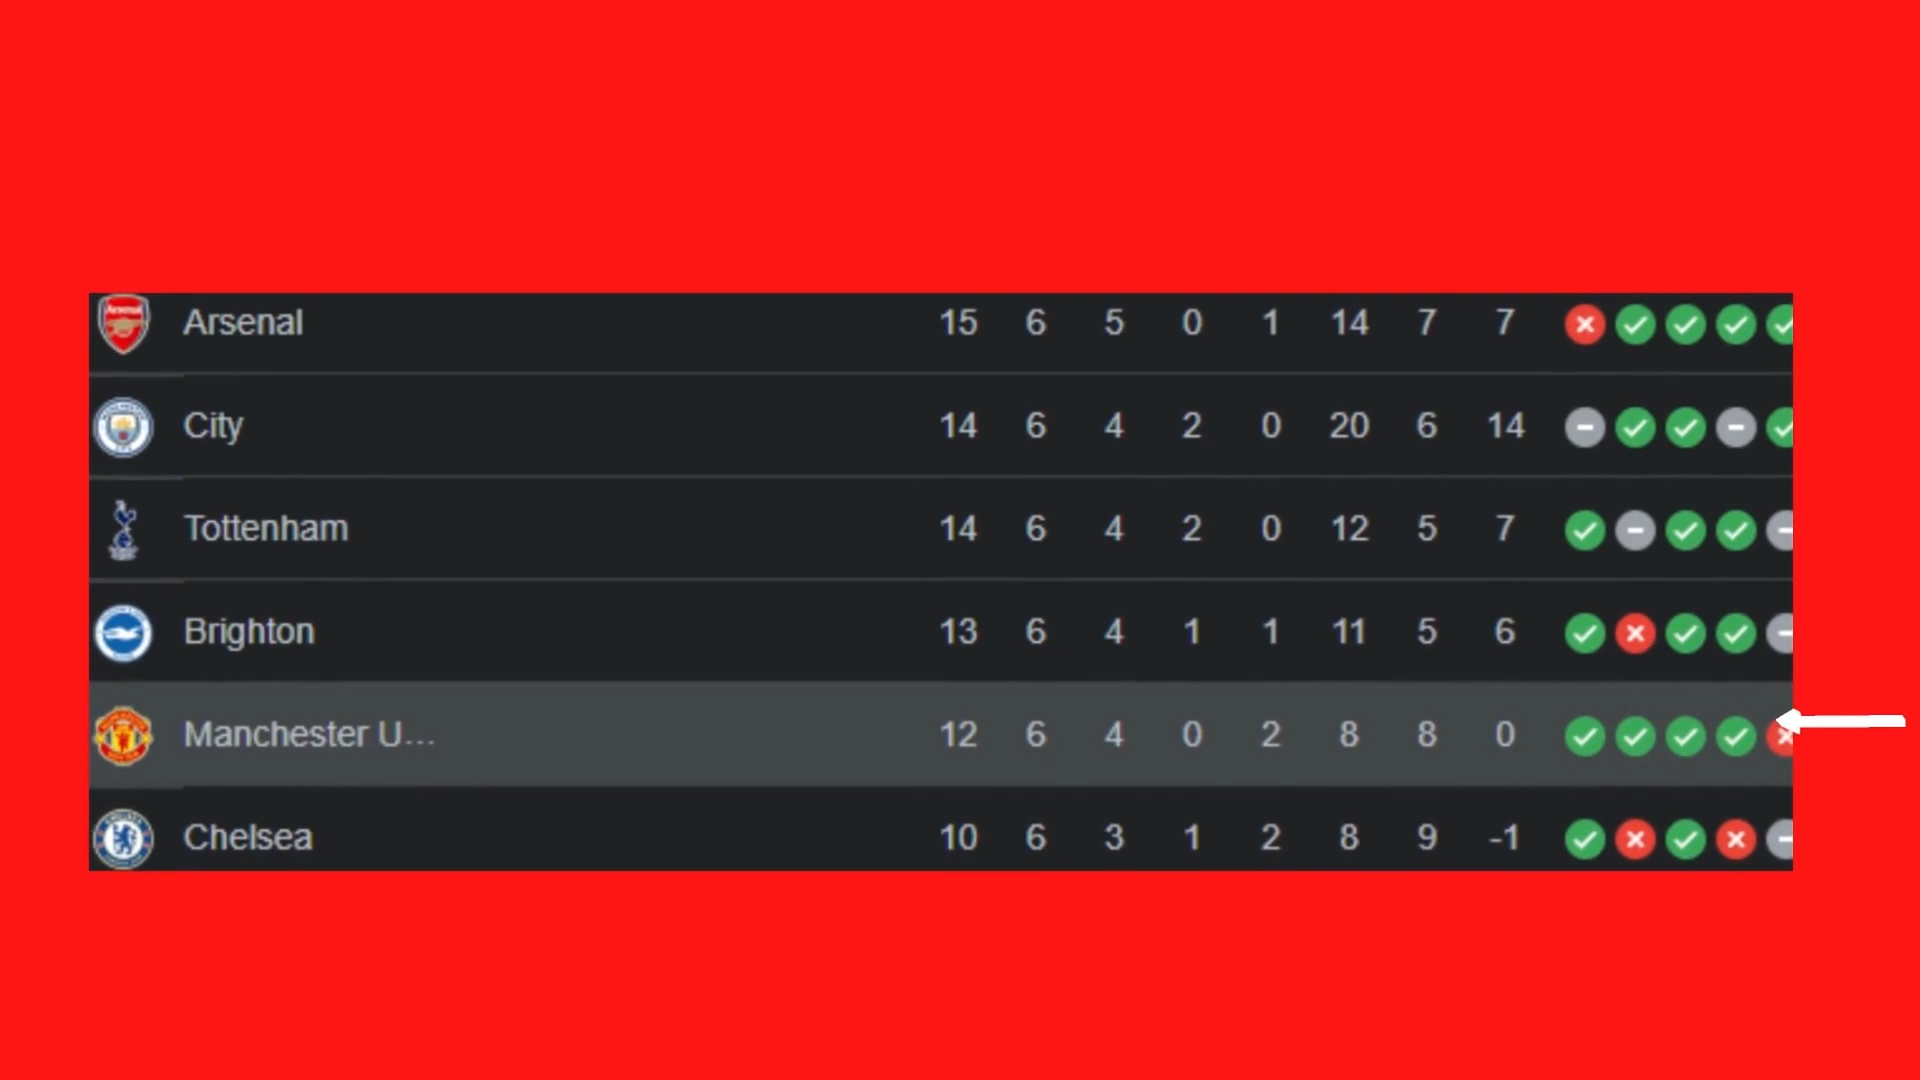 Arsenal 15 6 5 0 1 14 7 7
City 14 6 4 2 0 20 6 14
Tottenham 14 6 4 2 0 12 5 7
Brighton 13 6 4 1 1 11 5 6
Manchester U... 12 6 4 0 2 8 8 0
Chelsea 10 6 3 1 2 8 9 -1